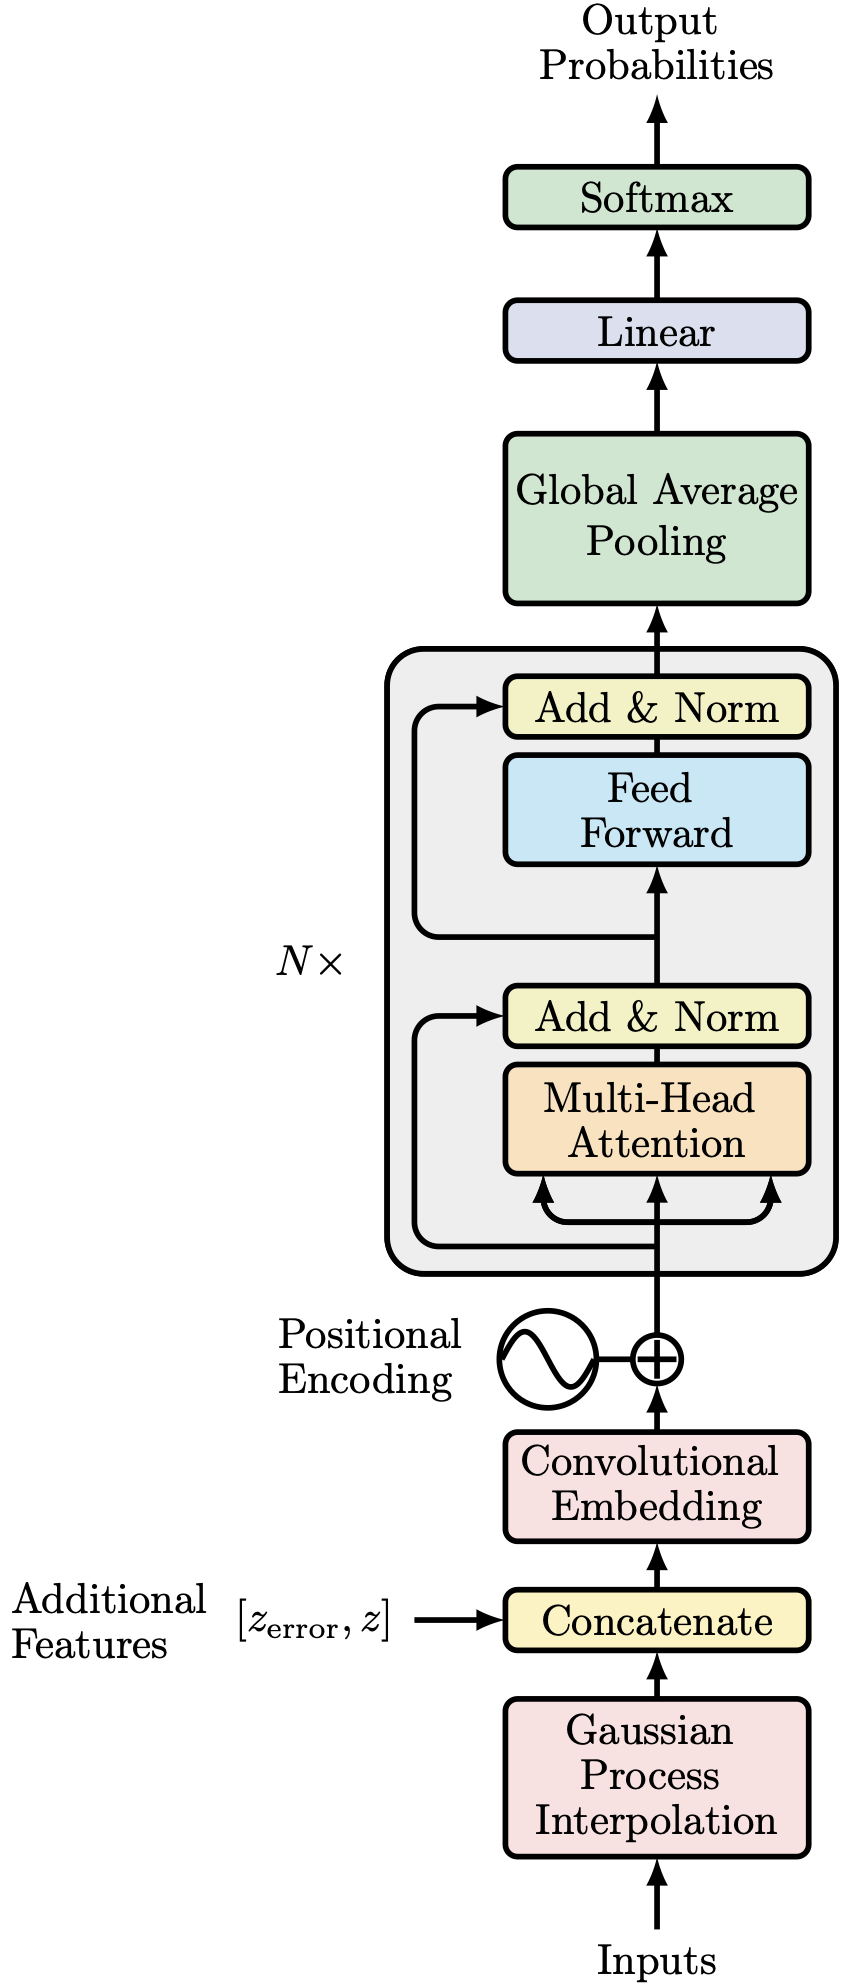 Output
Probabilities
Softmax
Linear
Global Average
Pooling
Add & Norm
Feed
Forward
N×
Add & Norm
Multi-Head
Attention
Positional
Encoding
Convolutional
Embedding
Additional
Features
[z_error, z]
Concatenate
Gaussian
Process
Interpolation
Inputs